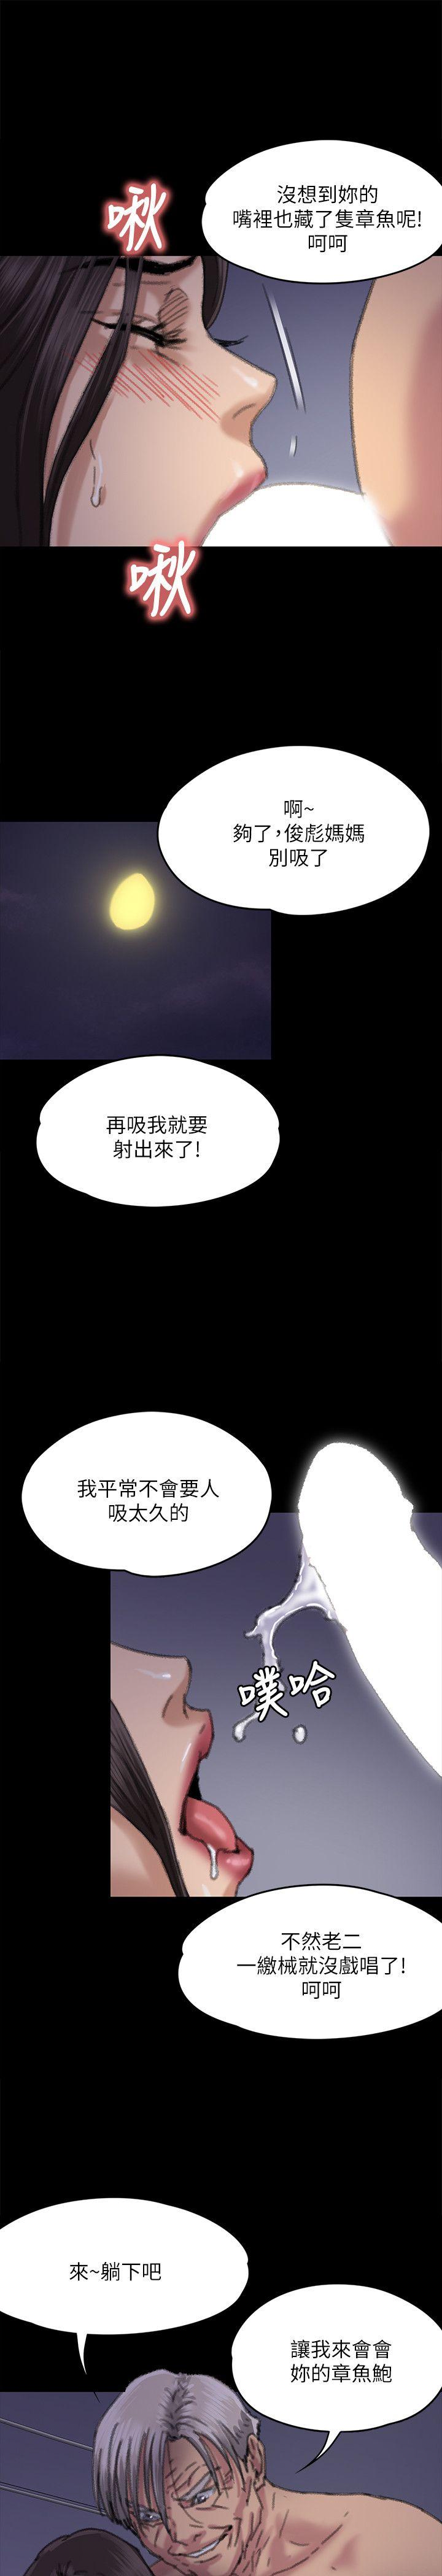 沒想到妳的
嘴裡也藏了隻章魚呢!
呵呵
啾
啾
啊~
夠了,俊彪媽媽
別吸了
再吸我就要
射出來了!
我平常不會要人
吸太久的
噗哈
不然老二
一繳械就沒戲唱了!
呵呵
來~躺下吧
讓我來會會
妳的章魚鮑